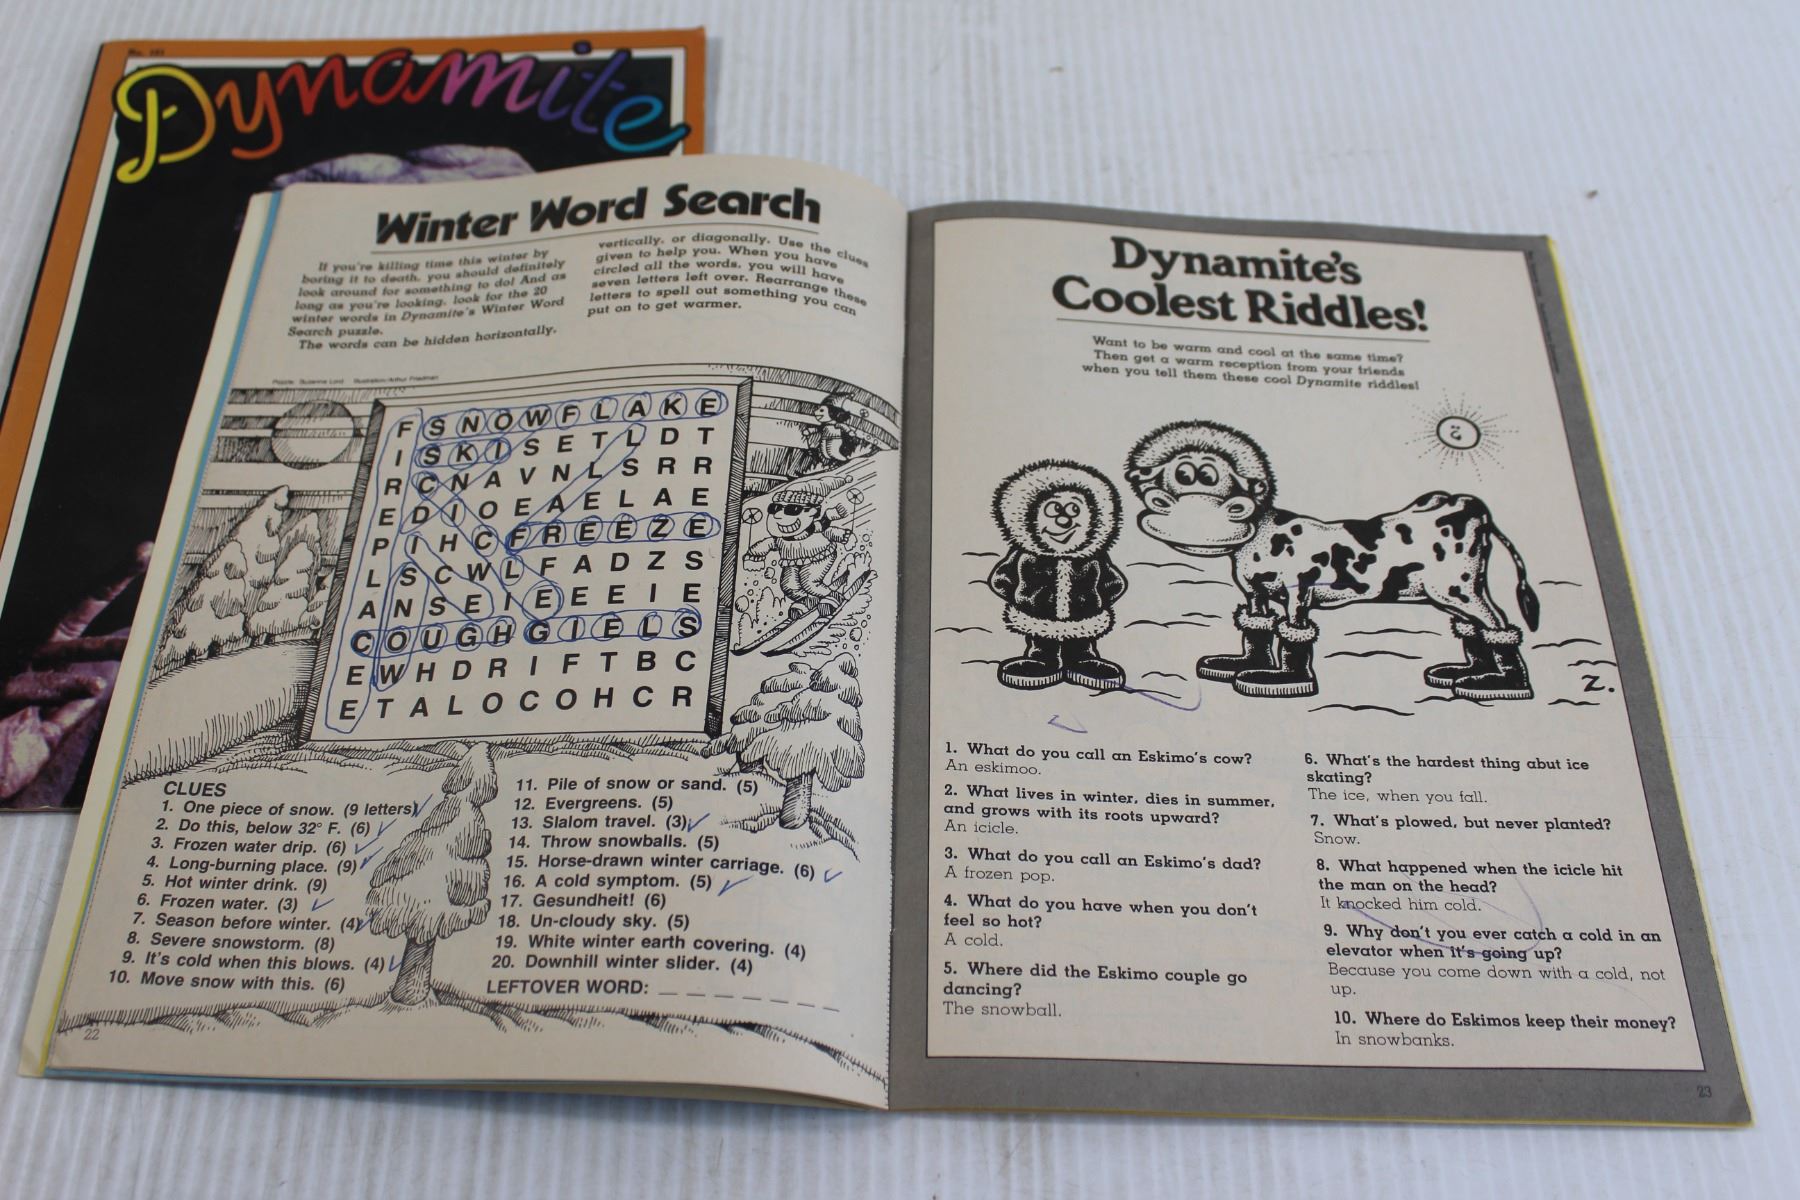 No. 101
Dynamite
Winter Word Search
If you're killing time this winter by
boring it to death, you should definitely
look around for something to do! And as
long as you're looking, look for the 20
winter words in Dynamite's Winter Word
Search puzzle.
The words can be hidden horizontally,
vertically, or diagonally. Use the clues
given to help you. When you have
circled all the words, you will have
seven letters left over. Rearrange these
letters to spell out something you can
put on to get warmer.
Puzzle: Suzanne Lord Illustration/Arthur Friedman
F S N O W F L A K E
I S K I S E T L D T
R C N A V N L S R R
E D I O E A E L A E
P I H C F R E E Z E
L S C W L F A D Z S
A N S E I E E E I E
C O U G H G I E L S
E W H D R I F T B C
E T A L O C O H C R
CLUES
1. One piece of snow. (9 letters)
2. Do this, below 32° F. (6)
3. Frozen water drip. (6)
4. Long-burning place. (9)
5. Hot winter drink. (9)
6. Frozen water. (3)
7. Season before winter. (4)
8. Severe snowstorm. (8)
9. It's cold when this blows. (4)
10. Move snow with this. (6)
11. Pile of snow or sand. (5)
12. Evergreens. (5)
13. Slalom travel. (3)
14. Throw snowballs. (5)
15. Horse-drawn winter carriage. (6)
16. A cold symptom. (5)
17. Gesundheit! (6)
18. Un-cloudy sky. (5)
19. White winter earth covering. (4)
20. Downhill winter slider. (4)
LEFTOVER WORD: _ _ _ _ _ _ _
22
Dynamite's
Coolest Riddles!
Want to be warm and cool at the same time?
Then get a warm reception from your friends
when you tell them these cool Dynamite riddles!
Z.
1. What do you call an Eskimo's cow?
An eskimoo.
2. What lives in winter, dies in summer,
and grows with its roots upward?
An icicle.
3. What do you call an Eskimo's dad?
A frozen pop.
4. What do you have when you don't
feel so hot?
A cold.
5. Where did the Eskimo couple go
dancing?
The snowball.
6. What's the hardest thing abut ice
skating?
The ice, when you fall.
7. What's plowed, but never planted?
Snow.
8. What happened when the icicle hit
the man on the head?
It knocked him cold.
9. Why don't you ever catch a cold in an
elevator when it's going up?
Because you come down with a cold, not
up.
10. Where do Eskimos keep their money?
In snowbanks.
23